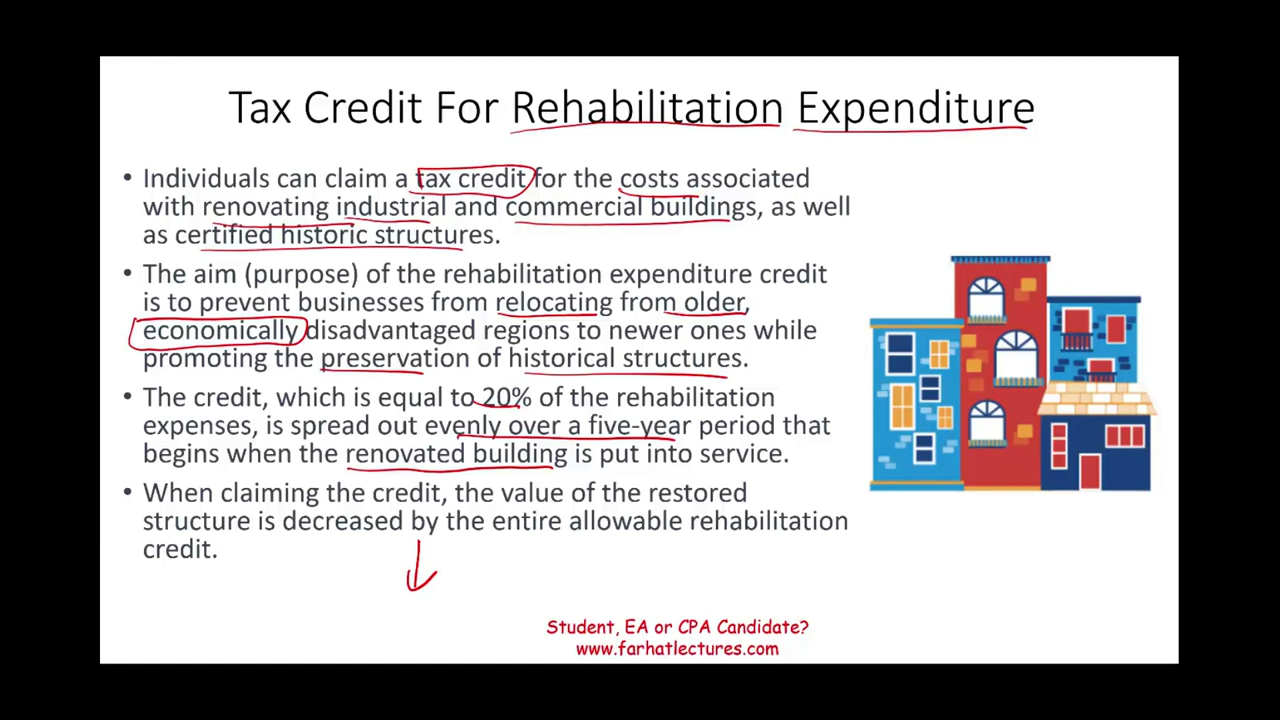 Tax Credit For Rehabilitation Expenditure
• Individuals can claim a tax credit for the costs associated
with renovating industrial and commercial buildings, as well
as certified historic structures.
• The aim (purpose) of the rehabilitation expenditure credit
is to prevent businesses from relocating from older,
economically disadvantaged regions to newer ones while
promoting the preservation of historical structures.
• The credit, which is equal to 20% of the rehabilitation
expenses, is spread out evenly over a five-year period that
begins when the renovated building is put into service.
• When claiming the credit, the value of the restored
structure is decreased by the entire allowable rehabilitation
credit.
Student, EA or CPA Candidate?
www.farhatlectures.com